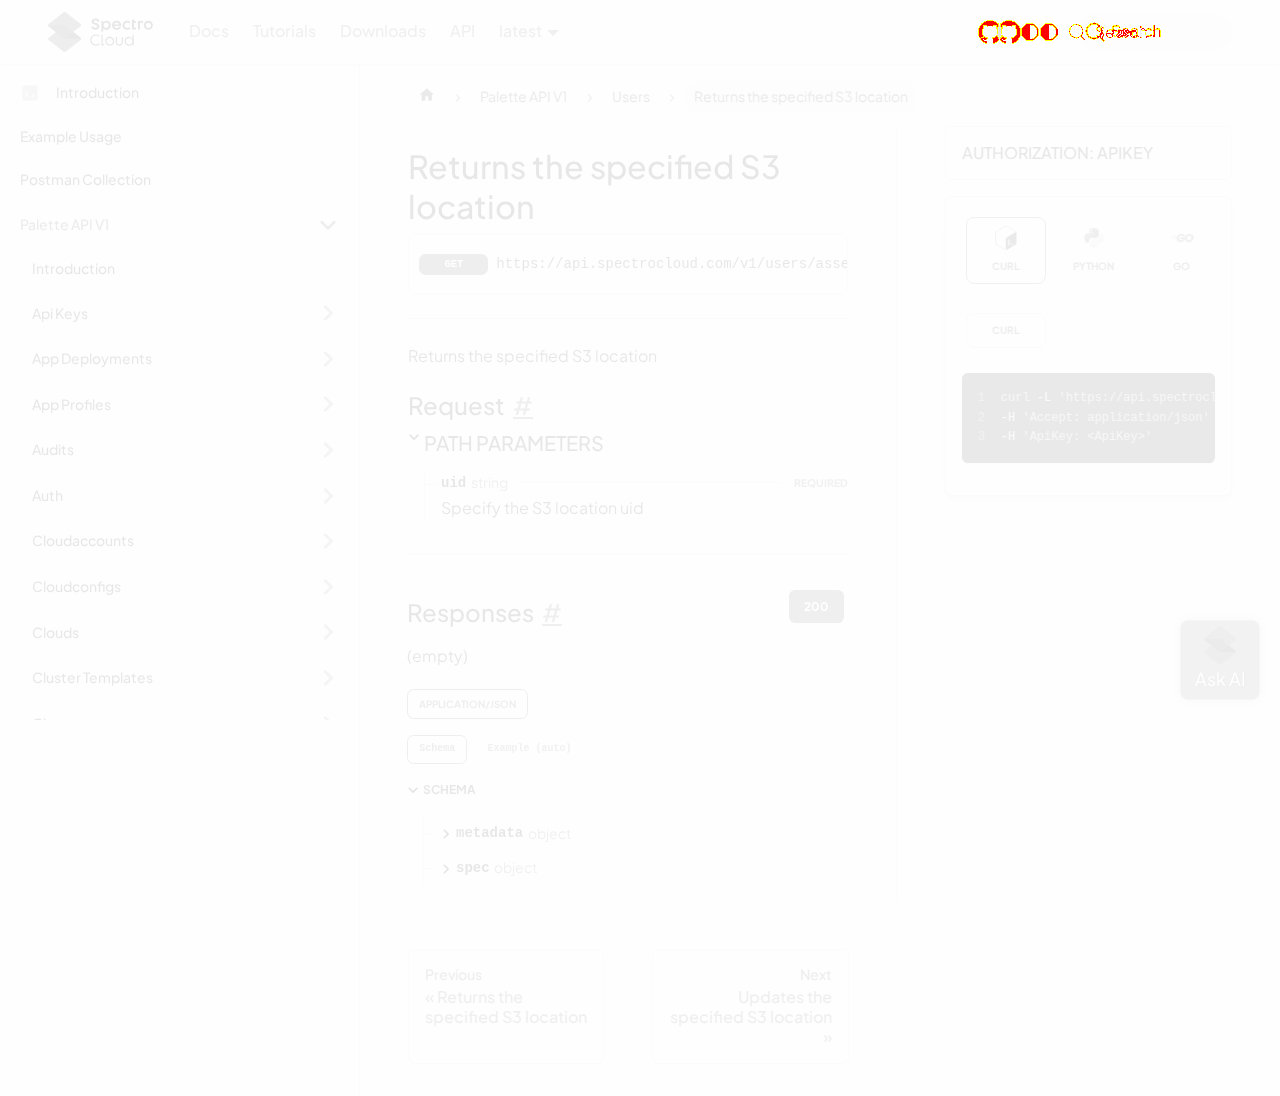 Spectro Cloud
Docs
Tutorials
Downloads
API
latest
Search
Introduction
Example Usage
Postman Collection
Palette API V1
Introduction
Api Keys
App Deployments
App Profiles
Audits
Auth
Cloudaccounts
Cloudconfigs
Clouds
Cluster Templates
Palette API V1
Users
Returns the specified S3 location
Returns the specified S3
location
GET https://api.spectrocloud.com/v1/users/asse
Returns the specified S3 location
Request #
PATH PARAMETERS
uid string REQUIRED
Specify the S3 location uid
Responses #
200
(empty)
APPLICATION/JSON
Schema
Example (auto)
SCHEMA
metadata object
spec object
Previous
« Returns the
specified S3 location
Next
Updates the
specified S3 location
»
AUTHORIZATION: APIKEY
CURL
PYTHON
GO
GO
CURL
1 curl -L 'https://api.spectrocl
2 -H 'Accept: application/json'
3 -H 'ApiKey: <ApiKey>'
Ask AI